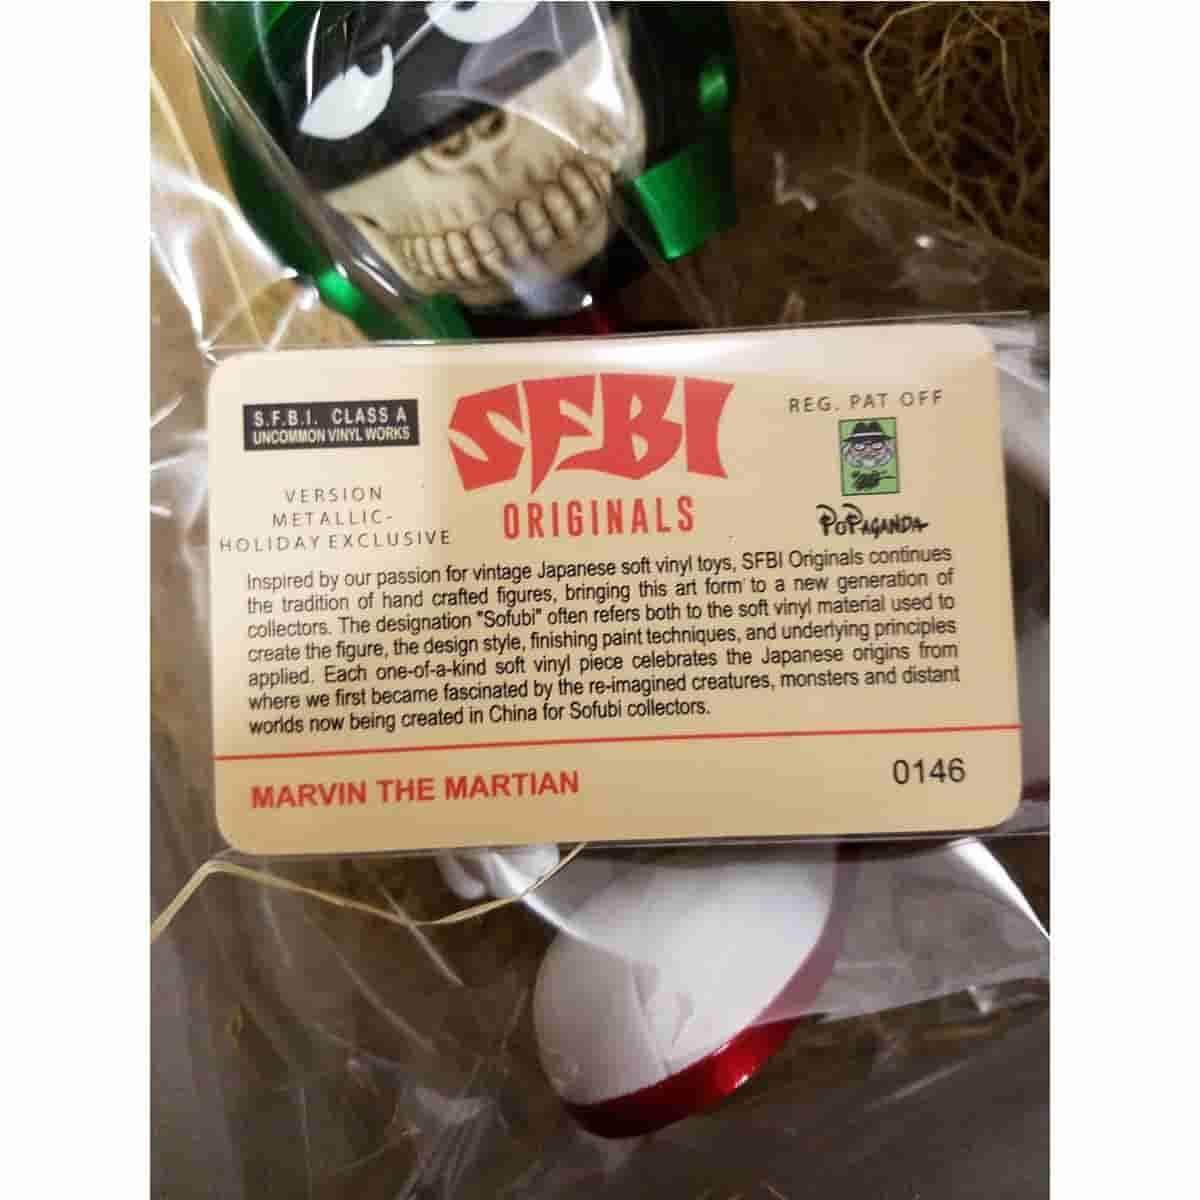 S.F.B.I. CLASS A
UNCOMMON VINYL WORKS
SFBI
ORIGINALS
REG. PAT OFF
POPAGANDA
VERSION
METALLIC-
HOLIDAY EXCLUSIVE
Inspired by our passion for vintage Japanese soft vinyl toys, SFBI Originals continues
the tradition of hand crafted figures, bringing this art form to a new generation of
collectors. The designation "Sofubi" often refers both to the soft vinyl material used to
create the figure, the design style, finishing paint techniques, and underlying principles
applied. Each one-of-a-kind soft vinyl piece celebrates the Japanese origins from
where we first became fascinated by the re-imagined creatures, monsters and distant
worlds now being created in China for Sofubi collectors.
MARVIN THE MARTIAN
0146